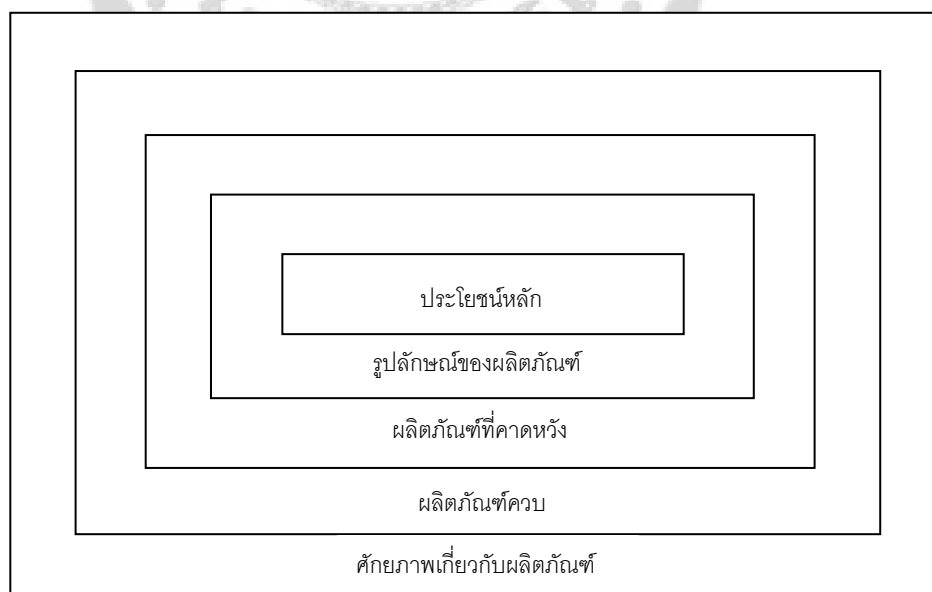 ประโยชน์หลัก
รูปลักษณ์ของผลิตภัณฑ์
ผลิตภัณฑ์ที่คาดหวัง
ผลิตภัณฑ์ควบ
ศักยภาพเกี่ยวกับผลิตภัณฑ์